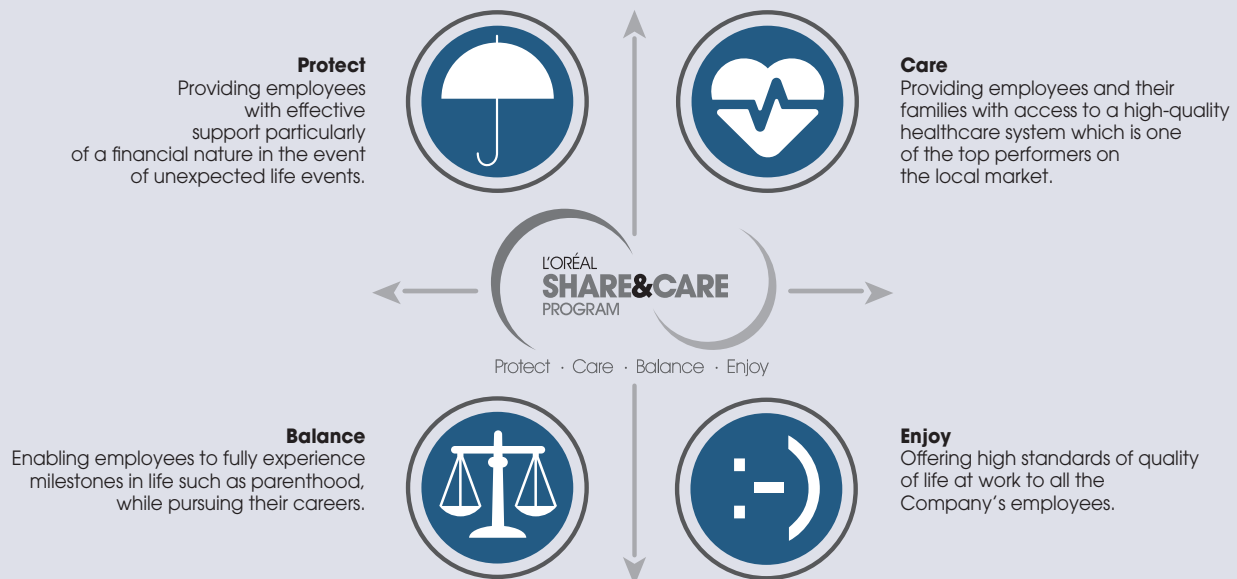 Protect
Providing employees
with effective
support particularly
of a financial nature in the event
of unexpected life events.
Care
Providing employees and their
families with access to a high-quality
healthcare system which is one
of the top performers on
the local market.
L'ORÉAL
SHARE&CARE
PROGRAM
Protect · Care · Balance · Enjoy
Balance
Enabling employees to fully experience
milestones in life such as parenthood,
while pursuing their careers.
:-)
Enjoy
Offering high standards of quality
of life at work to all the
Company's employees.